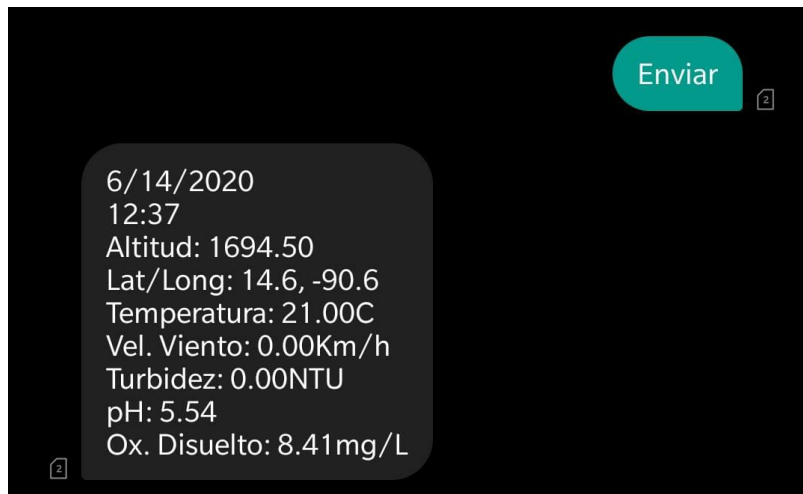 Enviar
2
6/14/2020
12:37
Altitud: 1694.50
Lat/Long: 14.6, -90.6
Temperatura: 21.00C
Vel. Viento: 0.00Km/h
Turbidez: 0.00NTU
pH: 5.54
Ox. Disuelto: 8.41mg/L
2